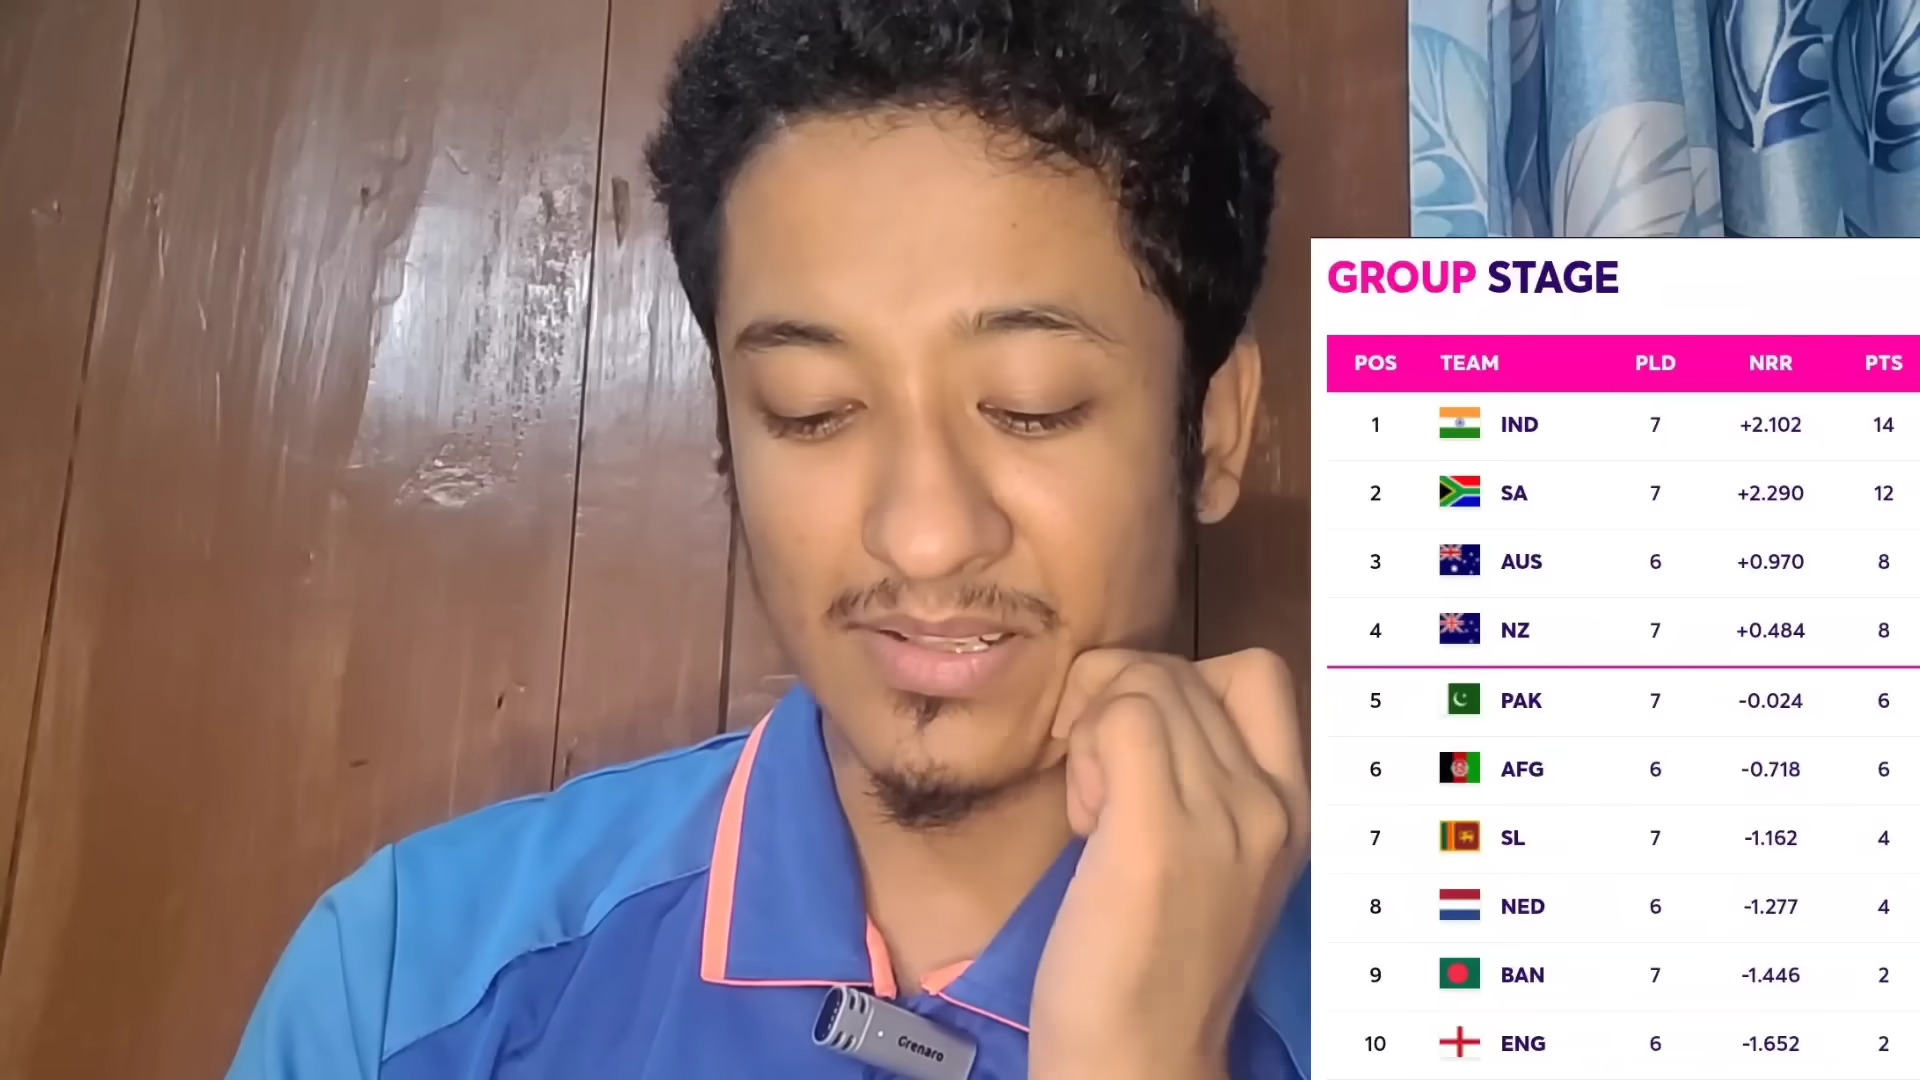 GROUP STAGE
POS TEAM PLD NRR PTS
1 IND 7 +2.102 14
2 SA 7 +2.290 12
3 AUS 6 +0.970 8
4 NZ 7 +0.484 8
5 PAK 7 -0.024 6
6 AFG 6 -0.718 6
7 SL 7 -1.162 4
8 NED 6 -1.277 4
9 BAN 7 -1.446 2
10 ENG 6 -1.652 2
Grenaro